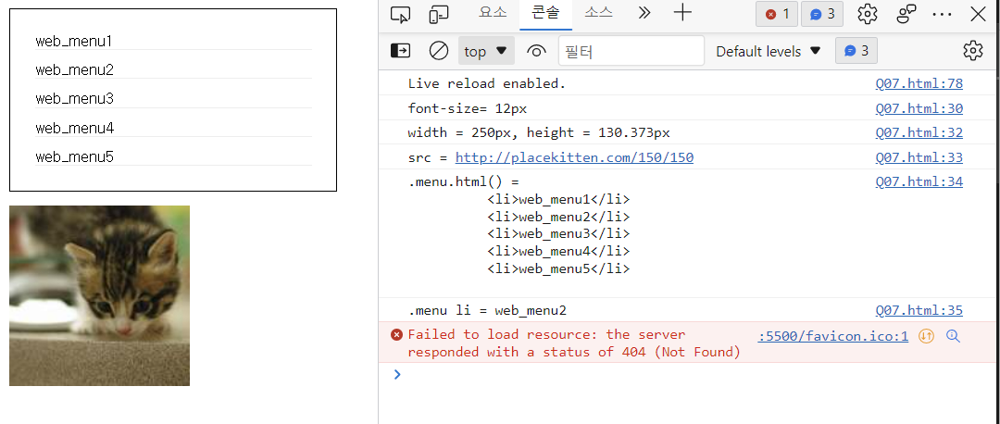 web_menu1
web_menu2
web_menu3
web_menu4
web_menu5
요소 콘솔 소스 1 3
top 필터 Default levels 3
Live reload enabled. Q07.html:78
font-size= 12px Q07.html:30
width = 250px, height = 130.373px Q07.html:32
src = http://placekitten.com/150/150 Q07.html:33
.menu.html() = Q07.html:34
<li>web_menu1</li>
<li>web_menu2</li>
<li>web_menu3</li>
<li>web_menu4</li>
<li>web_menu5</li>
.menu li = web_menu2 Q07.html:35
Failed to load resource: the server :5500/favicon.ico:1
responded with a status of 404 (Not Found)